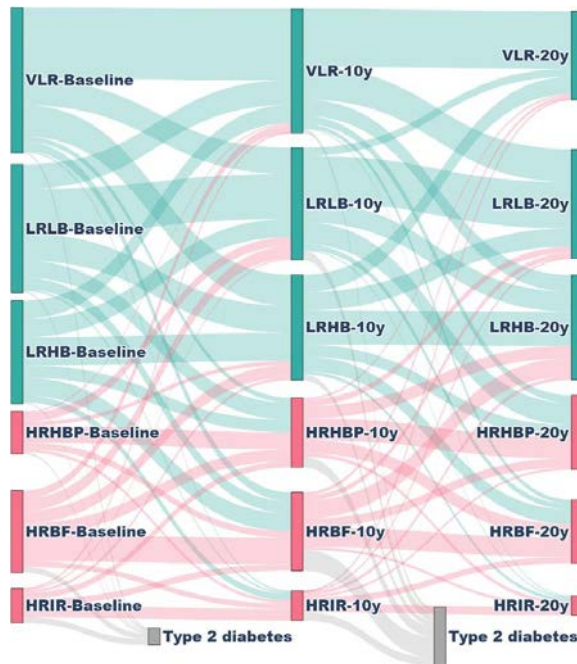 VLR-Baseline
VLR-10y
VLR-20y
LRLB-Baseline
LRLB-10y
LRLB-20y
LRHB-Baseline
LRHB-10y
LRHB-20y
HRHBP-Baseline
HRHBP-10y
HRHBP-20y
HRBF-Baseline
HRBF-10y
HRBF-20y
HRIR-Baseline
HRIR-10y
HRIR-20y
Type 2 diabetes
Type 2 diabetes